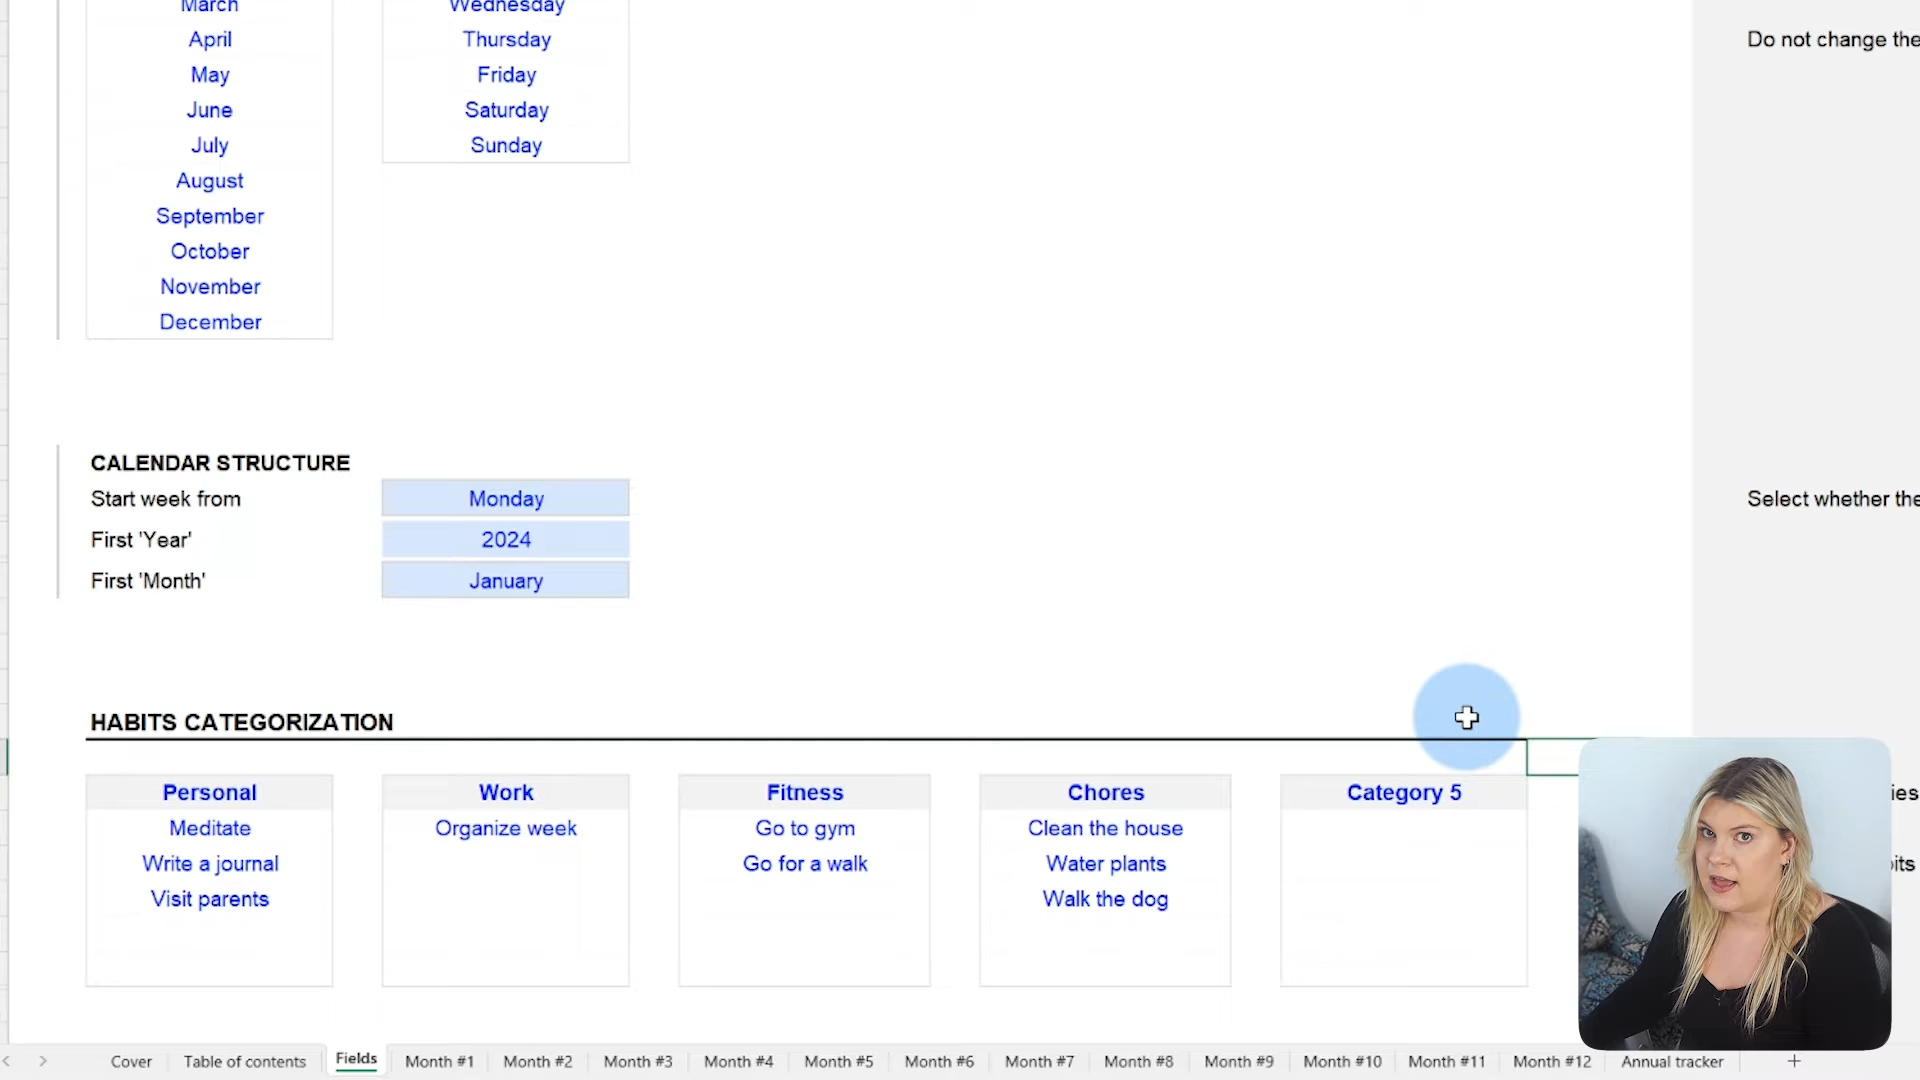 March
Wednesday
April
Thursday
Do not change the
May
Friday
June
Saturday
July
Sunday
August
September
October
November
December
CALENDAR STRUCTURE
Start week from
Monday
Select whether the
First 'Year'
2024
First 'Month'
January
HABITS CATEGORIZATION
Personal
Work
Fitness
Chores
Category 5
ies
Meditate
Organize week
Go to gym
Clean the house
Write a journal
Go for a walk
Water plants
bits
Visit parents
Walk the dog
Cover
Table of contents
Fields
Month #1
Month #2
Month #3
Month #4
Month #5
Month #6
Month #7
Month #8
Month #9
Month #10
Month #11
Month #12
Annual tracker